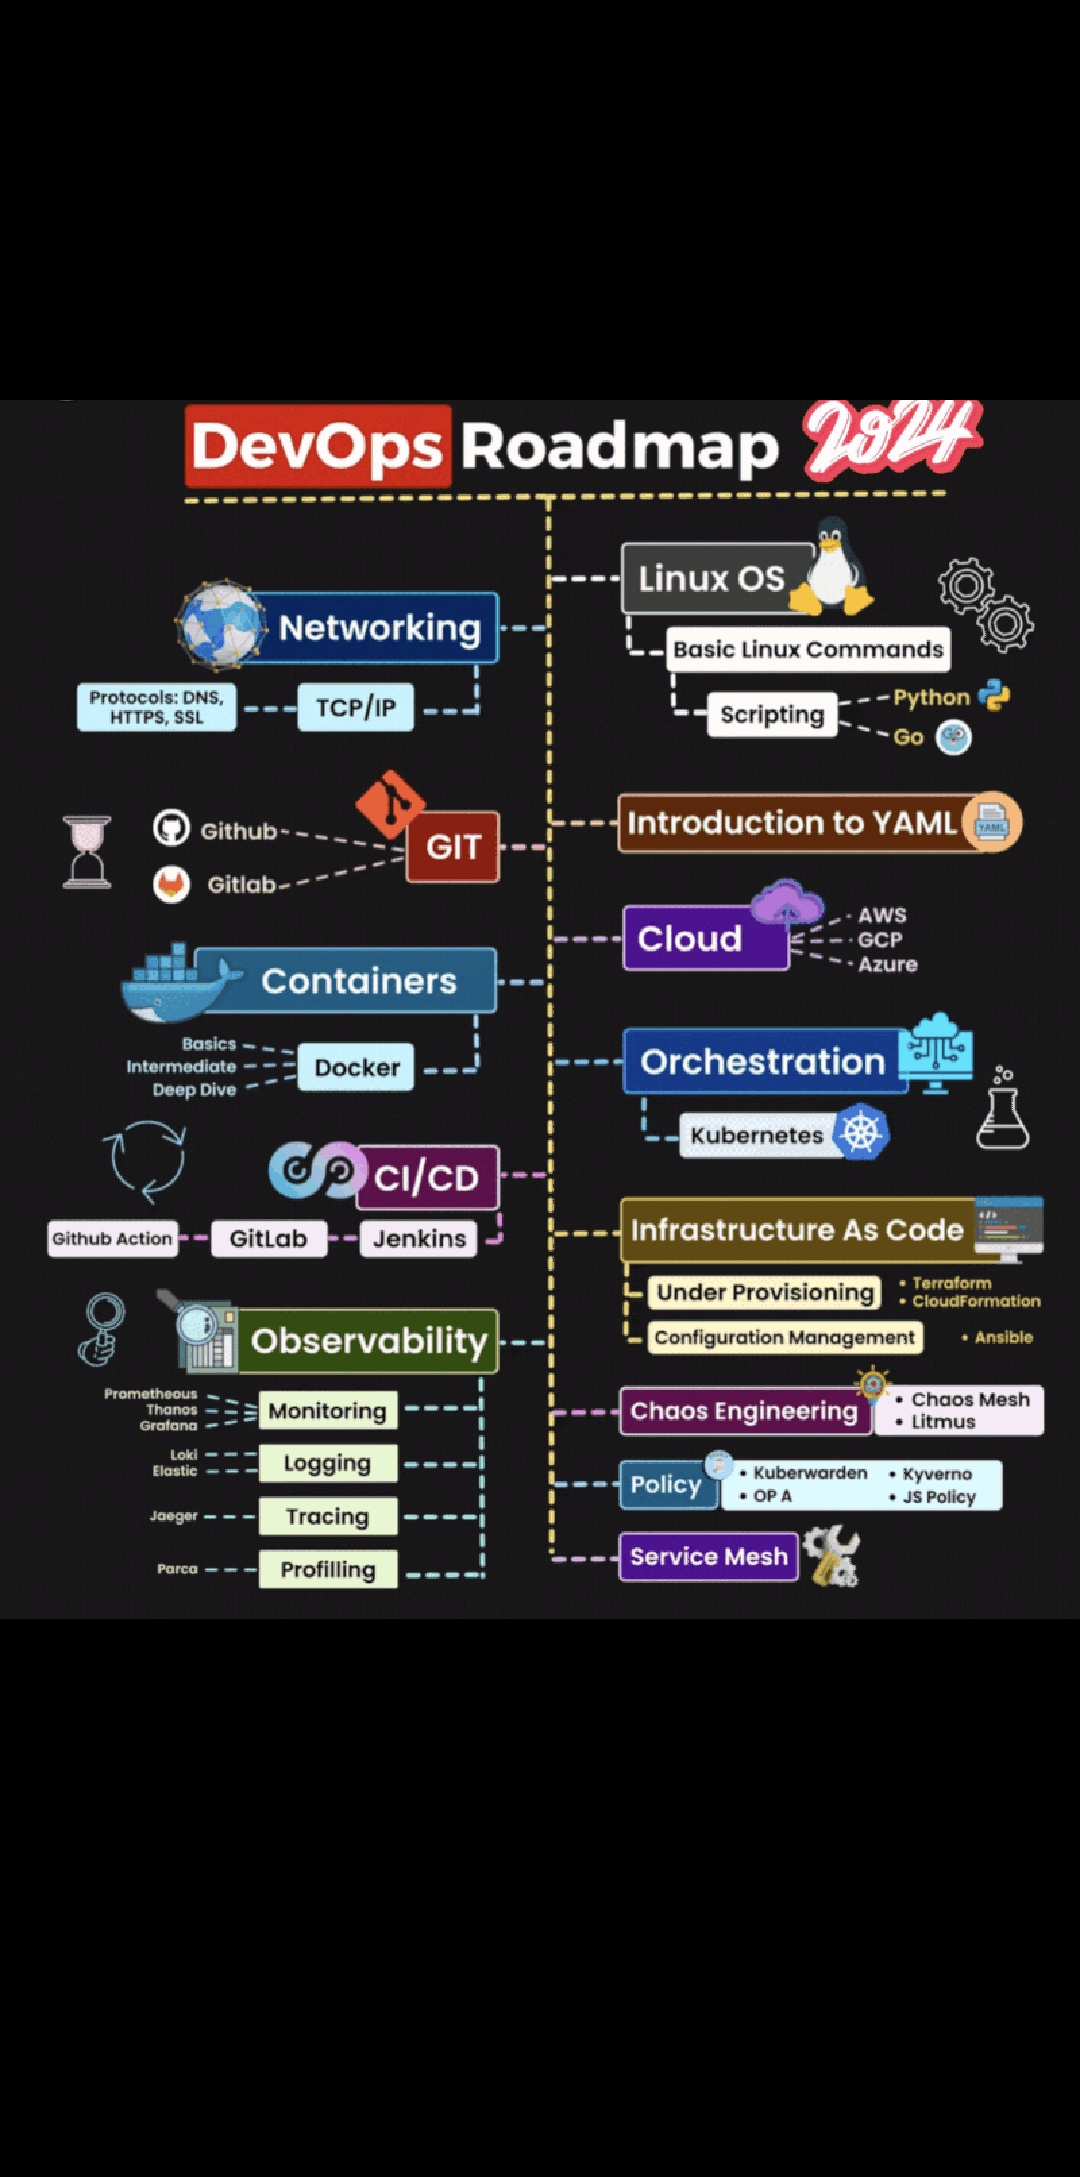 DevOps Roadmap 2024
Linux OS
Basic Linux Commands
Scripting
Python
Go
Networking
TCP/IP
Protocols: DNS,
HTTPS, SSL
Introduction to YAML
YAML
GIT
Github
Gitlab
Cloud
AWS
GCP
Azure
Containers
Docker
Basics
Intermediate
Deep Dive
Orchestration
Kubernetes
CI/CD
Github Action
GitLab
Jenkins
Infrastructure As Code
Under Provisioning
• Terraform
• CloudFormation
Configuration Management
• Ansible
Observability
Monitoring
Prometheous
Thanos
Grafana
Logging
Loki
Elastic
Tracing
Jaeger
Profilling
Parca
Chaos Engineering
• Chaos Mesh
• Litmus
Policy
• Kuberwarden
• OP A
• Kyverno
• JS Policy
Service Mesh